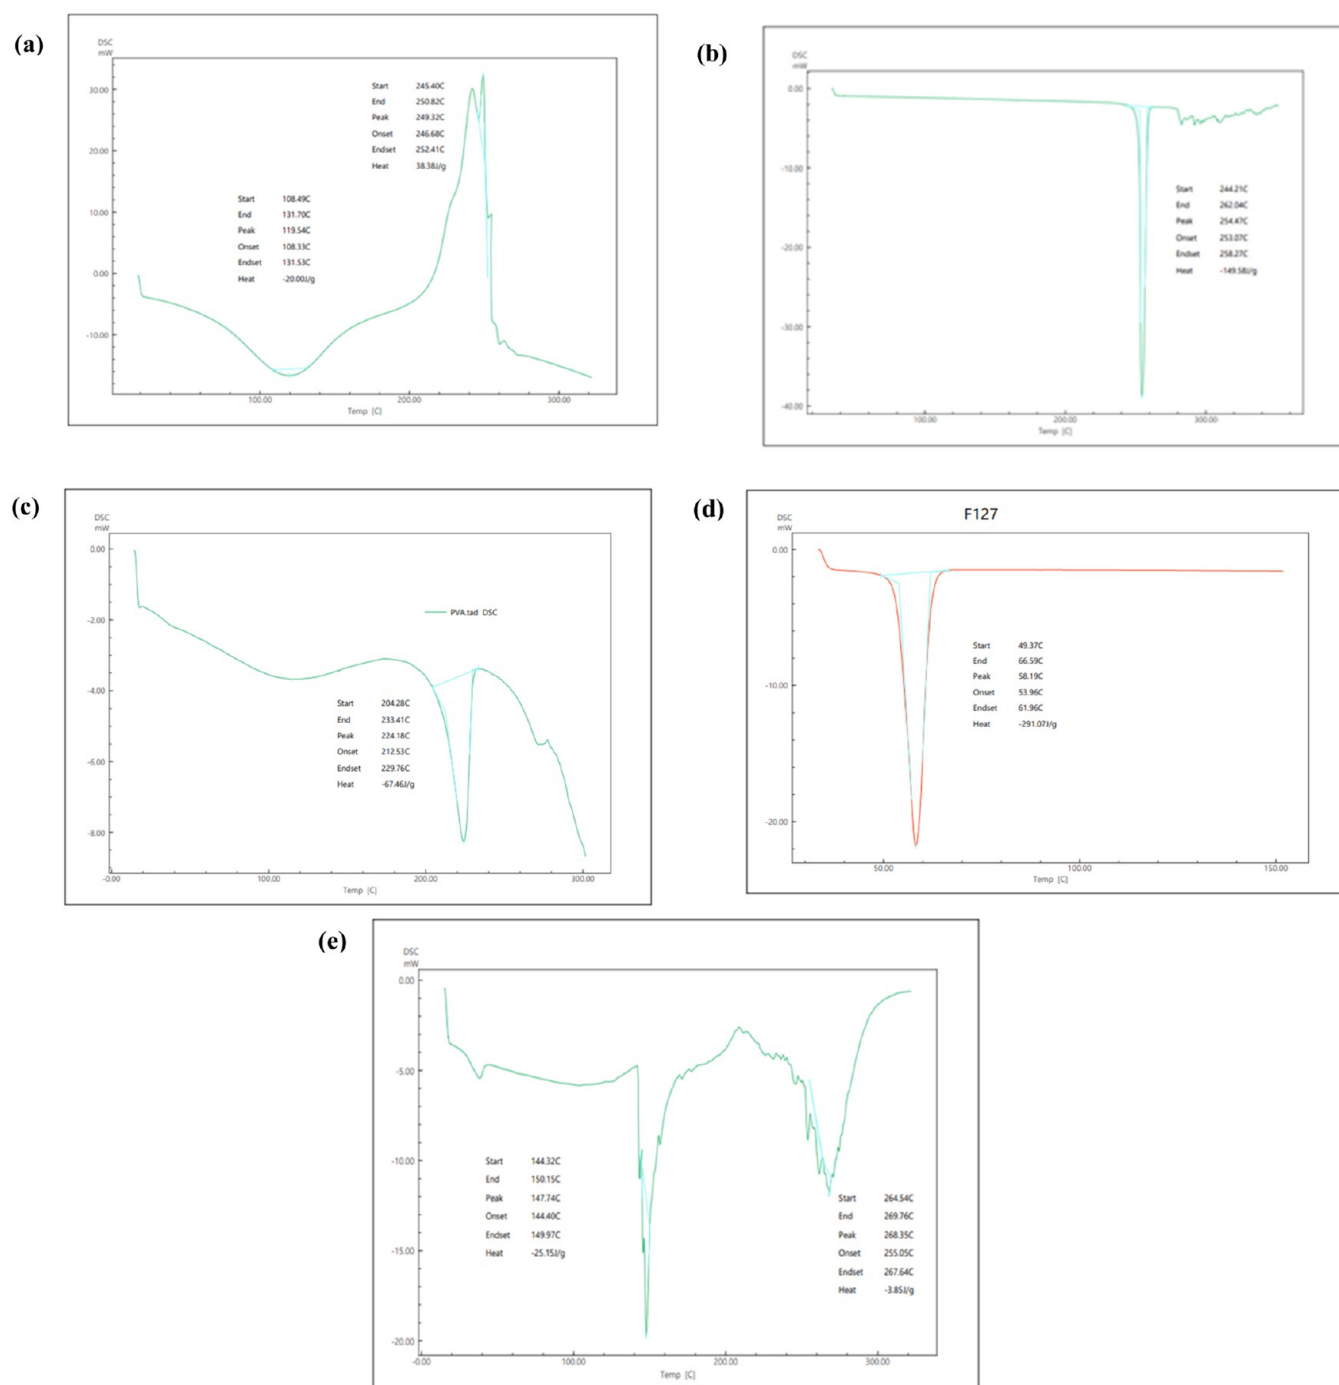 (a)
DSC
mW
30.00
20.00
10.00
0.00
-10.00
Start 245.40C
End 250.82C
Peak 249.32C
Onset 246.68C
Endset 252.41C
Heat 38.38J/g
Start 108.49C
End 131.70C
Peak 119.54C
Onset 108.33C
Endset 131.53C
Heat -20.00J/g
100.00 200.00 300.00
Temp [C]
(b)
DSC
mW
0.00
-10.00
-20.00
-30.00
-40.00
Start 244.21C
End 262.04C
Peak 254.47C
Onset 253.07C
Endset 258.27C
Heat -149.58J/g
100.00 200.00 300.00
Temp [C]
(c)
DSC
mW
0.00
-2.00
-4.00
-6.00
-8.00
PVA.tad DSC
Start 204.28C
End 233.41C
Peak 224.18C
Onset 212.53C
Endset 229.76C
Heat -67.46J/g
-0.00 100.00 200.00 300.00
Temp [C]
(d)
F127
DSC
mW
0.00
-10.00
-20.00
Start 49.37C
End 66.59C
Peak 58.19C
Onset 53.96C
Endset 61.96C
Heat -291.07J/g
50.00 100.00 150.00
Temp [C]
(e)
DSC
mW
0.00
-5.00
-10.00
-15.00
-20.00
Start 144.32C
End 150.15C
Peak 147.74C
Onset 144.40C
Endset 149.97C
Heat -25.15J/g
Start 264.54C
End 269.76C
Peak 268.35C
Onset 255.05C
Endset 267.64C
Heat -3.85J/g
-0.00 100.00 200.00 300.00
Temp [C]